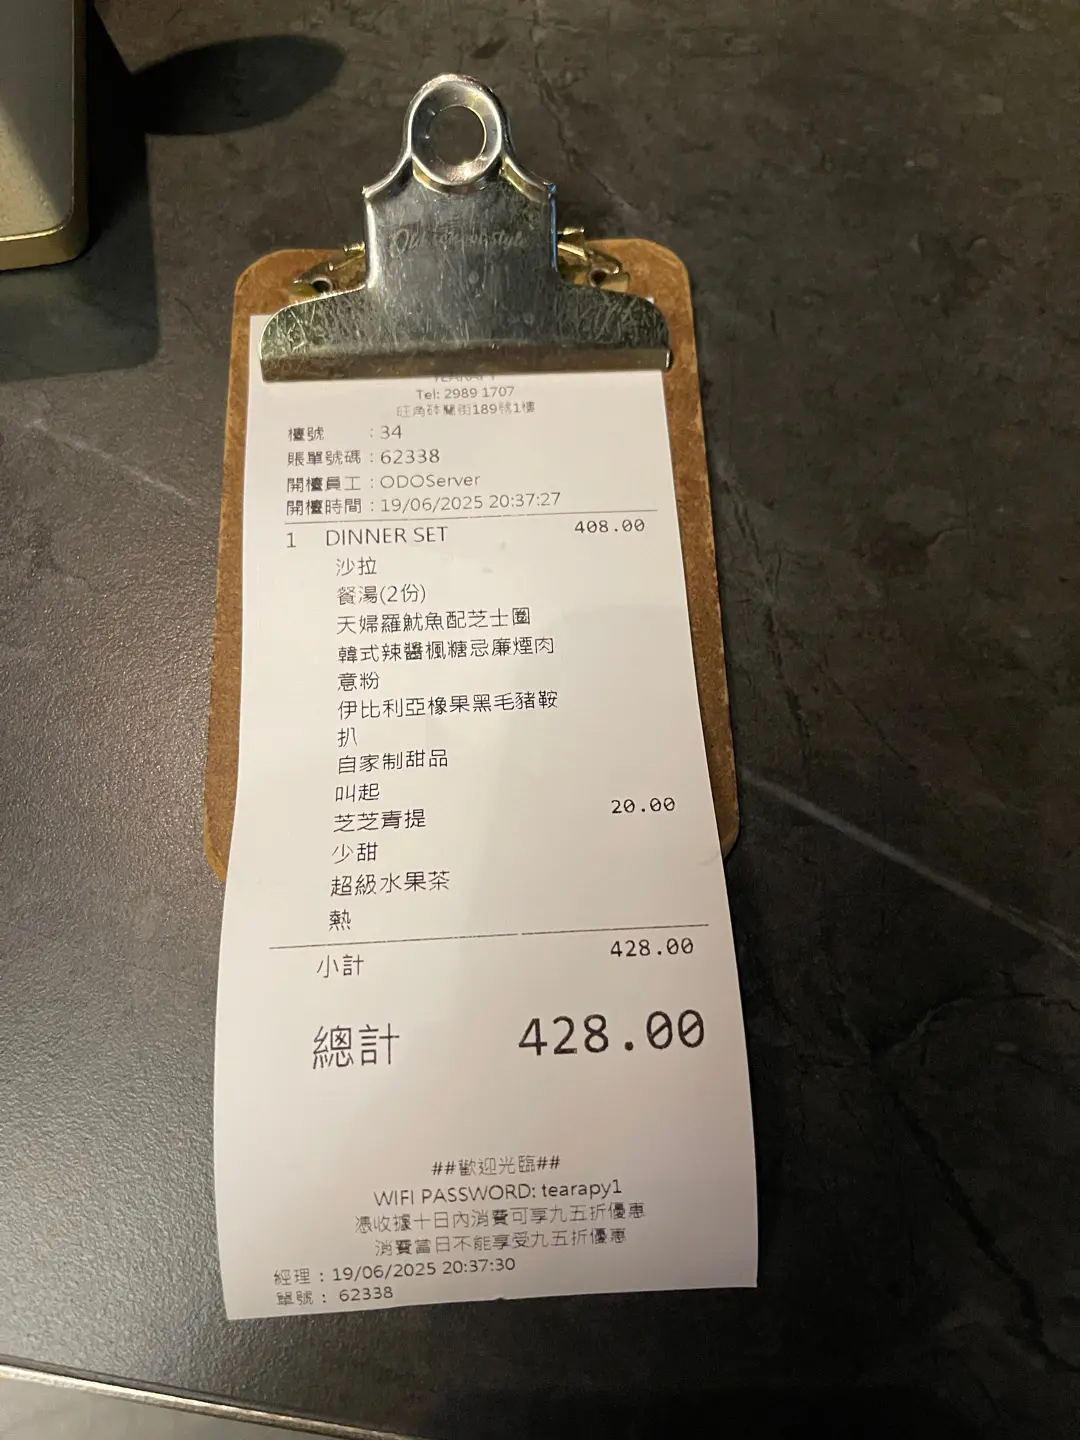 TEARAPY
Tel: 2989 1707
旺角砵蘭街189號1樓
檯號 : 34
賬單號碼 : 62338
開檯員工 : ODOServer
開檯時間 : 19/06/2025 20:37:27
1 DINNER SET 408.00
沙拉
餐湯(2份)
天婦羅魷魚配芝士圈
韓式辣醬楓糖忌廉煙肉
意粉
伊比利亞橡果黑毛豬鞍
扒
自家制甜品
叫起
芝芝青提 20.00
少甜
超級水果茶
熱
小計 428.00
總計 428.00
##歡迎光臨##
WIFI PASSWORD: tearapy1
憑收據十日內消費可享九五折優惠
消費當日不能享受九五折優惠
經理 : 19/06/2025 20:37:30
單號 : 62338